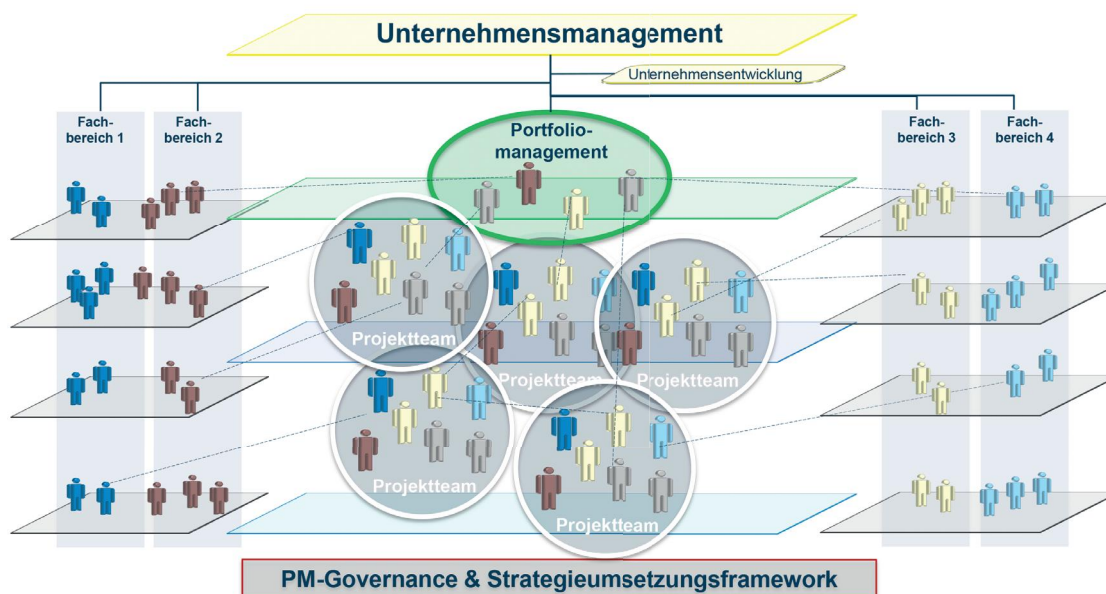 Unternehmensmanagement
Unternehmensentwicklung
Fach-
bereich 1
Fach-
bereich 2
Portfolio-
management
Fach-
bereich 3
Fach-
bereich 4
Projektteam
Projektteam
Projektteam
Projektteam
Projektteam
PM-Governance & Strategieumsetzungsframework